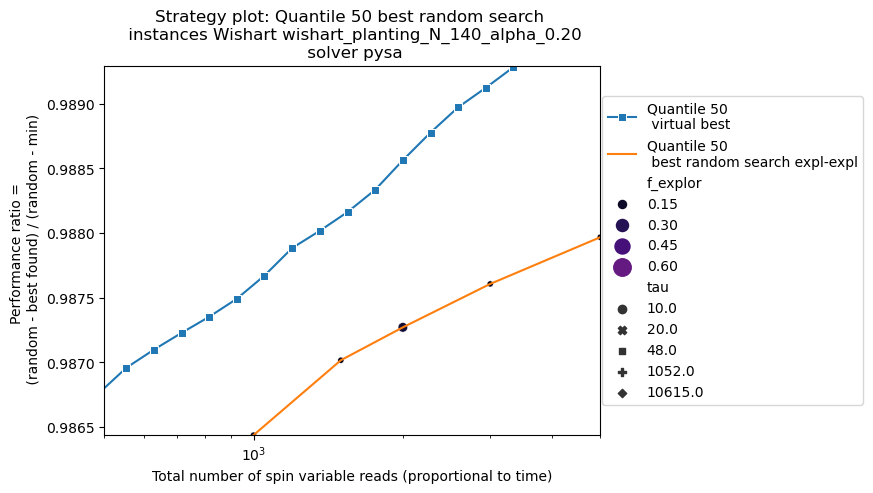 Strategy plot: Quantile 50 best random search
instances Wishart wishart_planting_N_140_alpha_0.20
solver pysa
Performance ratio =
(random - best found) / (random - min)
0.9890
0.9885
0.9880
0.9875
0.9870
0.9865
10³
Total number of spin variable reads (proportional to time)
Quantile 50
virtual best
Quantile 50
best random search expl-expl
f_explor
0.15
0.30
0.45
0.60
tau
10.0
20.0
48.0
1052.0
10615.0